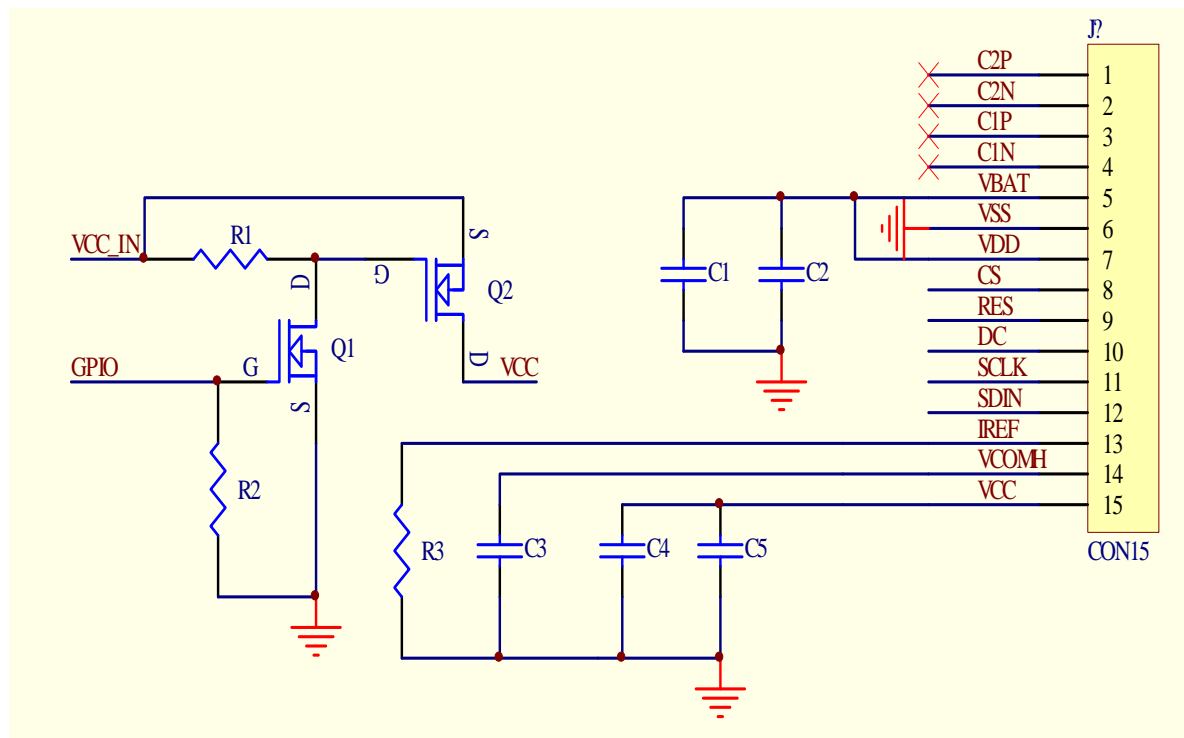 J?
C2P 1
C2N 2
C1P 3
C1N 4
VBAT 5
VSS 6
VDD 7
CS 8
RES 9
DC 10
SCLK 11
SDIN 12
IREF 13
VCOMH 14
VCC 15
CON15
VCC_IN
R1
D
G
S
Q2
D
VCC
GPIO
G
Q1
S
R2
C1
C2
R3
C3
C4
C5